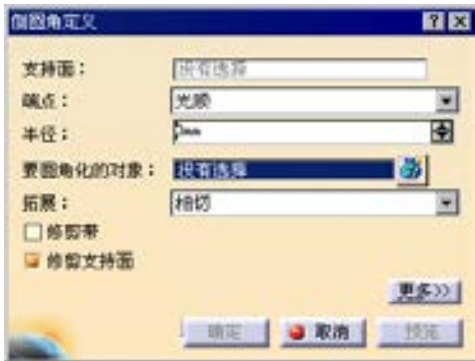 倒圆角定义
支持面： 没有选择
端点： 光顺
半径： 5mm
要圆角化的对象： 没有选择
拓展： 相切
修剪带
修剪支持面
更多>>
确定 取消 预览